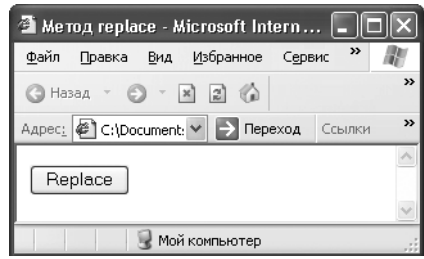 Метод replace - Microsoft Intern...
Файл Правка Вид Избранное Сервис »
Назад »
Адрес: C:\Document: Переход Ссылки »
Replace
Мой компьютер